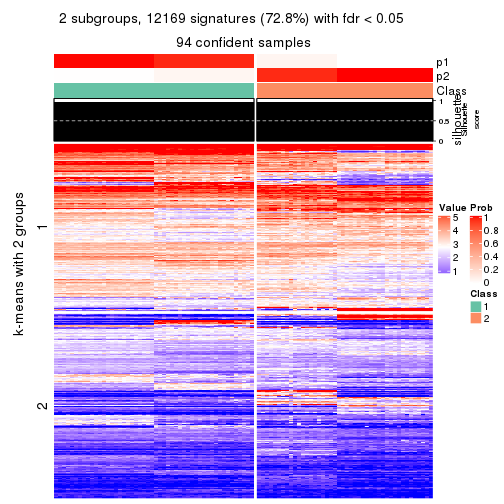 2 subgroups, 12169 signatures (72.8%) with fdr < 0.05
94 confident samples
p1
p2
Class
silhouette
Silhouette
score
1
0.5
0
k-means with 2 groups
1
2
Value
5
4
3
2
1
Prob
1
0.8
0.6
0.4
0.2
0
Class
1
2